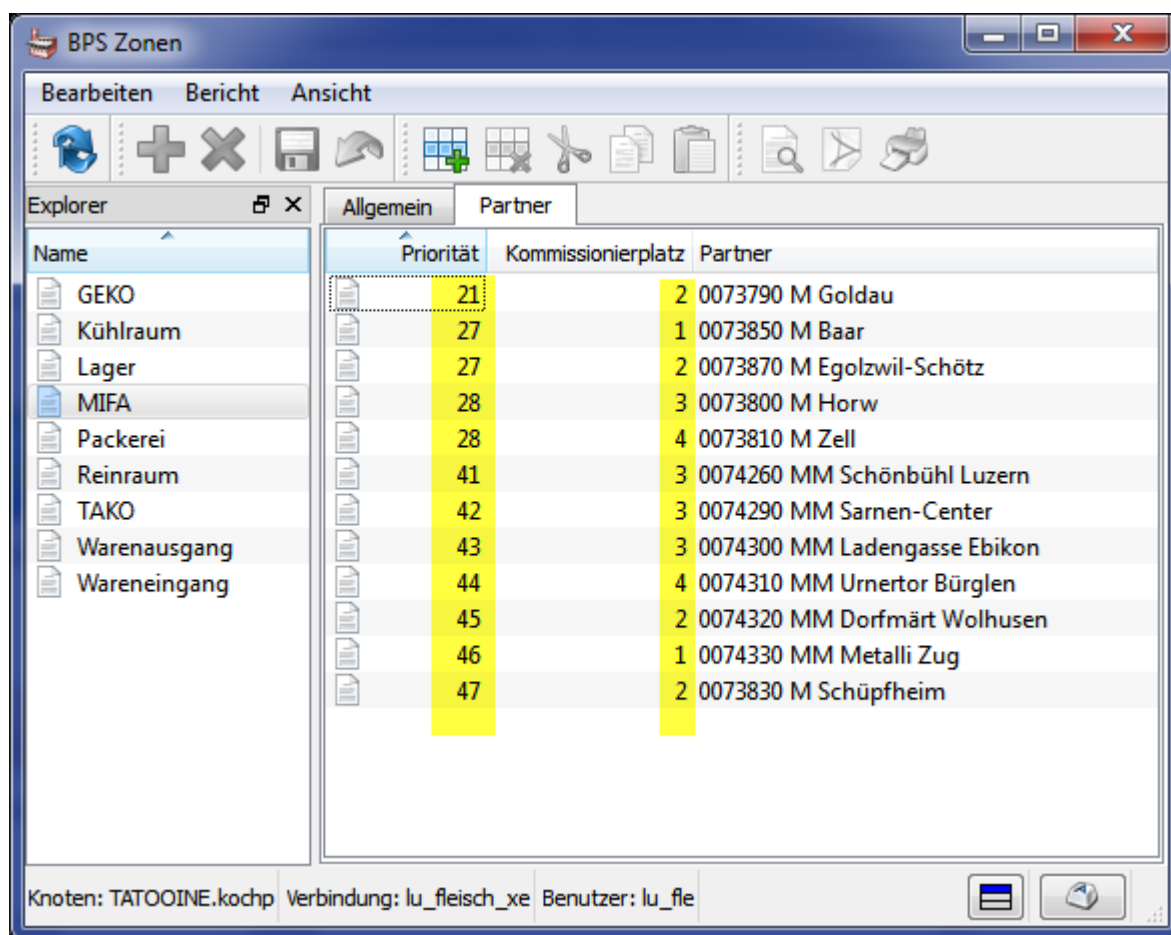 BPS Zonen
Bearbeiten Bericht Ansicht
Explorer
Allgemein Partner
Name
Priorität Kommissionierplatz Partner
GEKO
Kühlraum
Lager
MIFA
Packerei
Reinraum
TAKO
Warenausgang
Wareneingang
21 2 0073790 M Goldau
27 1 0073850 M Baar
27 2 0073870 M Egolzwil-Schötz
28 3 0073800 M Horw
28 4 0073810 M Zell
41 3 0074260 MM Schönbühl Luzern
42 3 0074290 MM Sarnen-Center
43 3 0074300 MM Ladengasse Ebikon
44 4 0074310 MM Urnertor Bürglen
45 2 0074320 MM Dorfmärt Wolhusen
46 1 0074330 MM Metalli Zug
47 2 0073830 M Schüpfheim
Knoten: TATOOINE.kochp Verbindung: lu_fleisch_xe Benutzer: lu_fle